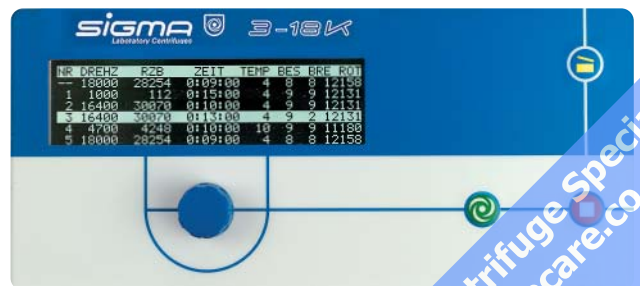 sigma
Laboratory Centrifuges
3-18K
NR DREHZ RZB ZEIT TEMP BES BRE ROT
-- 18000 28254 0:09:00 4 8 8 12158
1 1000 112 0:15:00 4 9 9 12131
2 16400 30070 0:10:00 4 9 9 12131
3 16400 30070 0:13:00 4 9 2 12131
4 4700 4248 0:10:00 10 9 9 11180
5 18000 28254 0:09:00 4 8 8 12158